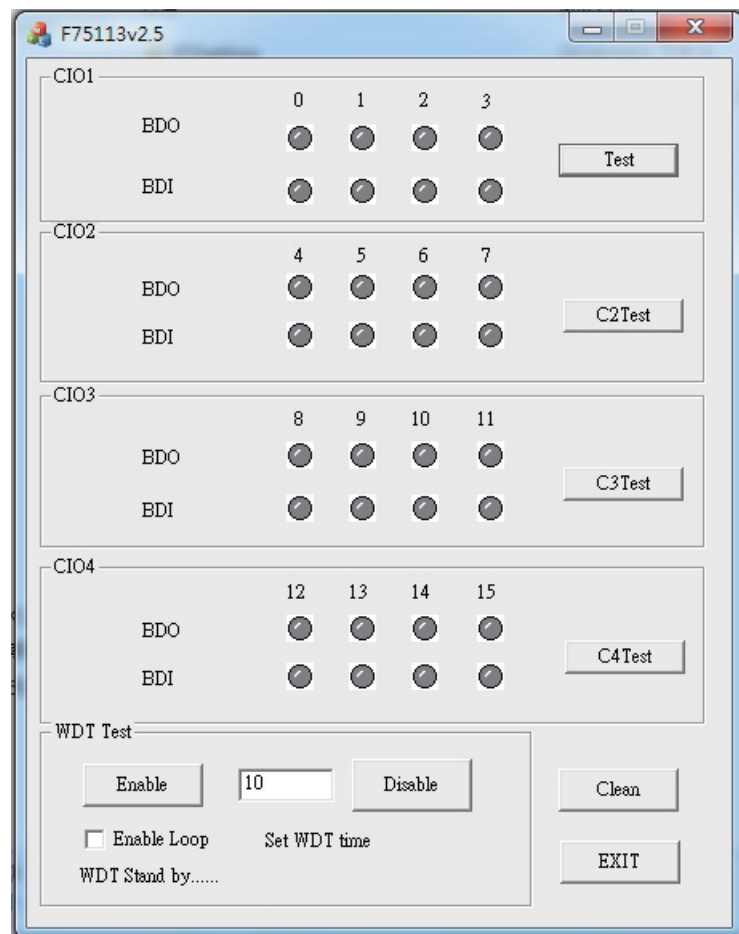 F75113v2.5
CIO1
0 1 2 3
BDO
Test
BDI
CIO2
4 5 6 7
BDO
C2Test
BDI
CIO3
8 9 10 11
BDO
C3Test
BDI
CIO4
12 13 14 15
BDO
C4Test
BDI
WDT Test
Enable 10 Disable Clean
Enable Loop Set WDT time
EXIT
WDT Stand by......